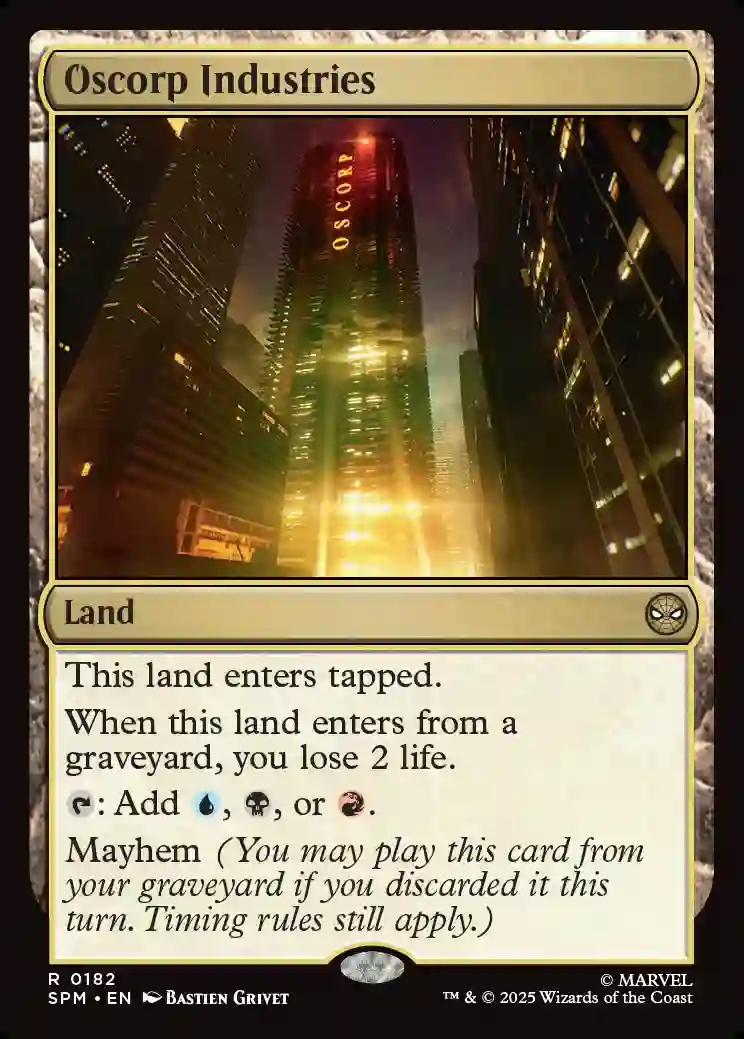 Oscorp Industries
OSCORP
Land
This land enters tapped.
When this land enters from a
graveyard, you lose 2 life.
: Add , , or .
Mayhem (You may play this card from
your graveyard if you discarded it this
turn. Timing rules still apply.)
R 0182
SPM • EN Bastien Grivet
© MARVEL
™ & © 2025 Wizards of the Coast